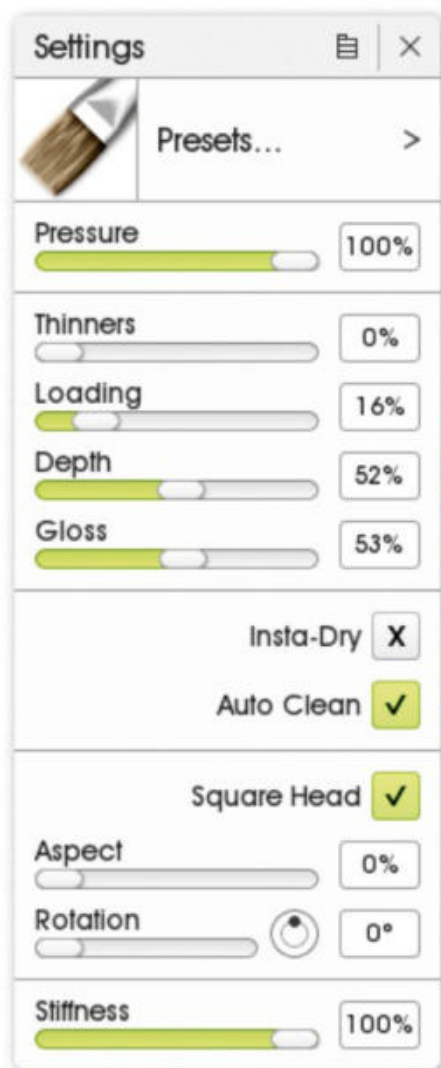 Settings
Presets...
>
Pressure
100%
Thinners
0%
Loading
16%
Depth
52%
Gloss
53%
Insta-Dry X
Auto Clean ✓
Square Head ✓
Aspect
0%
Rotation
0°
Stiffness
100%